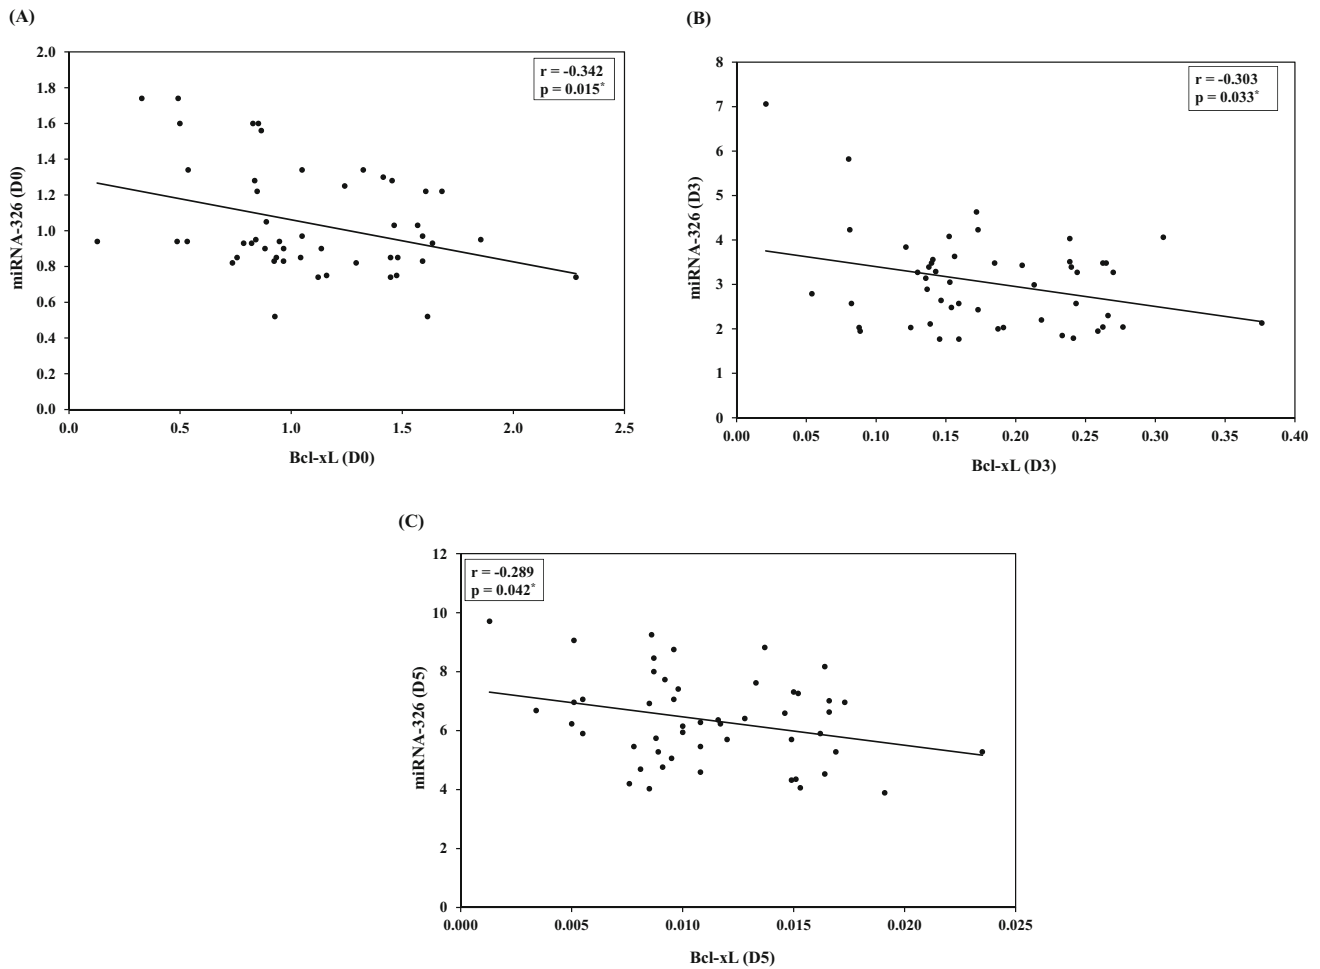 (A)
2.0
1.8
1.6
1.4
1.2
1.0
0.8
0.6
0.4
0.2
0.0
miRNA-326 (D0)
r = -0.342
p = 0.015*
0.0 0.5 1.0 1.5 2.0 2.5
Bcl-xL (D0)
(B)
8
7
6
5
4
3
2
1
0
miRNA-326 (D3)
r = -0.303
p = 0.033*
0.00 0.05 0.10 0.15 0.20 0.25 0.30 0.35 0.40
Bcl-xL (D3)
(C)
12
10
8
6
4
2
0
miRNA-326 (D5)
r = -0.289
p = 0.042*
0.000 0.005 0.010 0.015 0.020 0.025
Bcl-xL (D5)